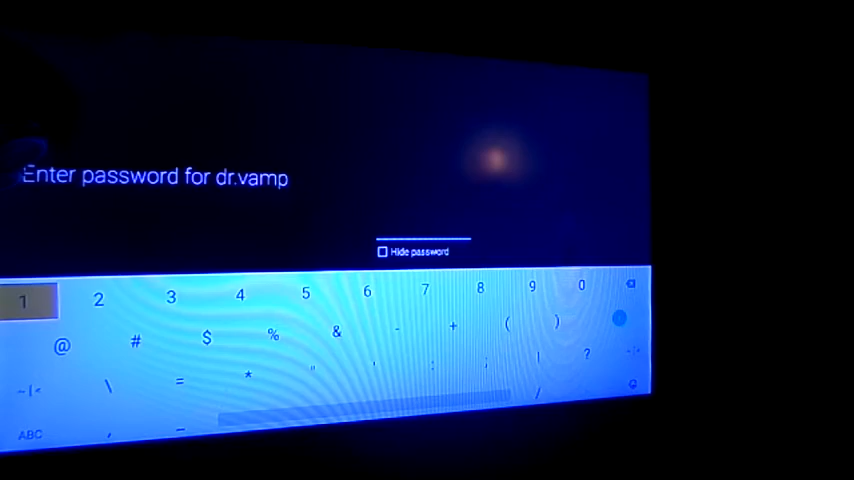 Enter password for dr.vamp
Hide password
1 2 3 4 5 6 7 8 9 0
@ # $ % & - + ( )
~[< \ = * " ' : ; ! ? ~[<
ABC , _ /